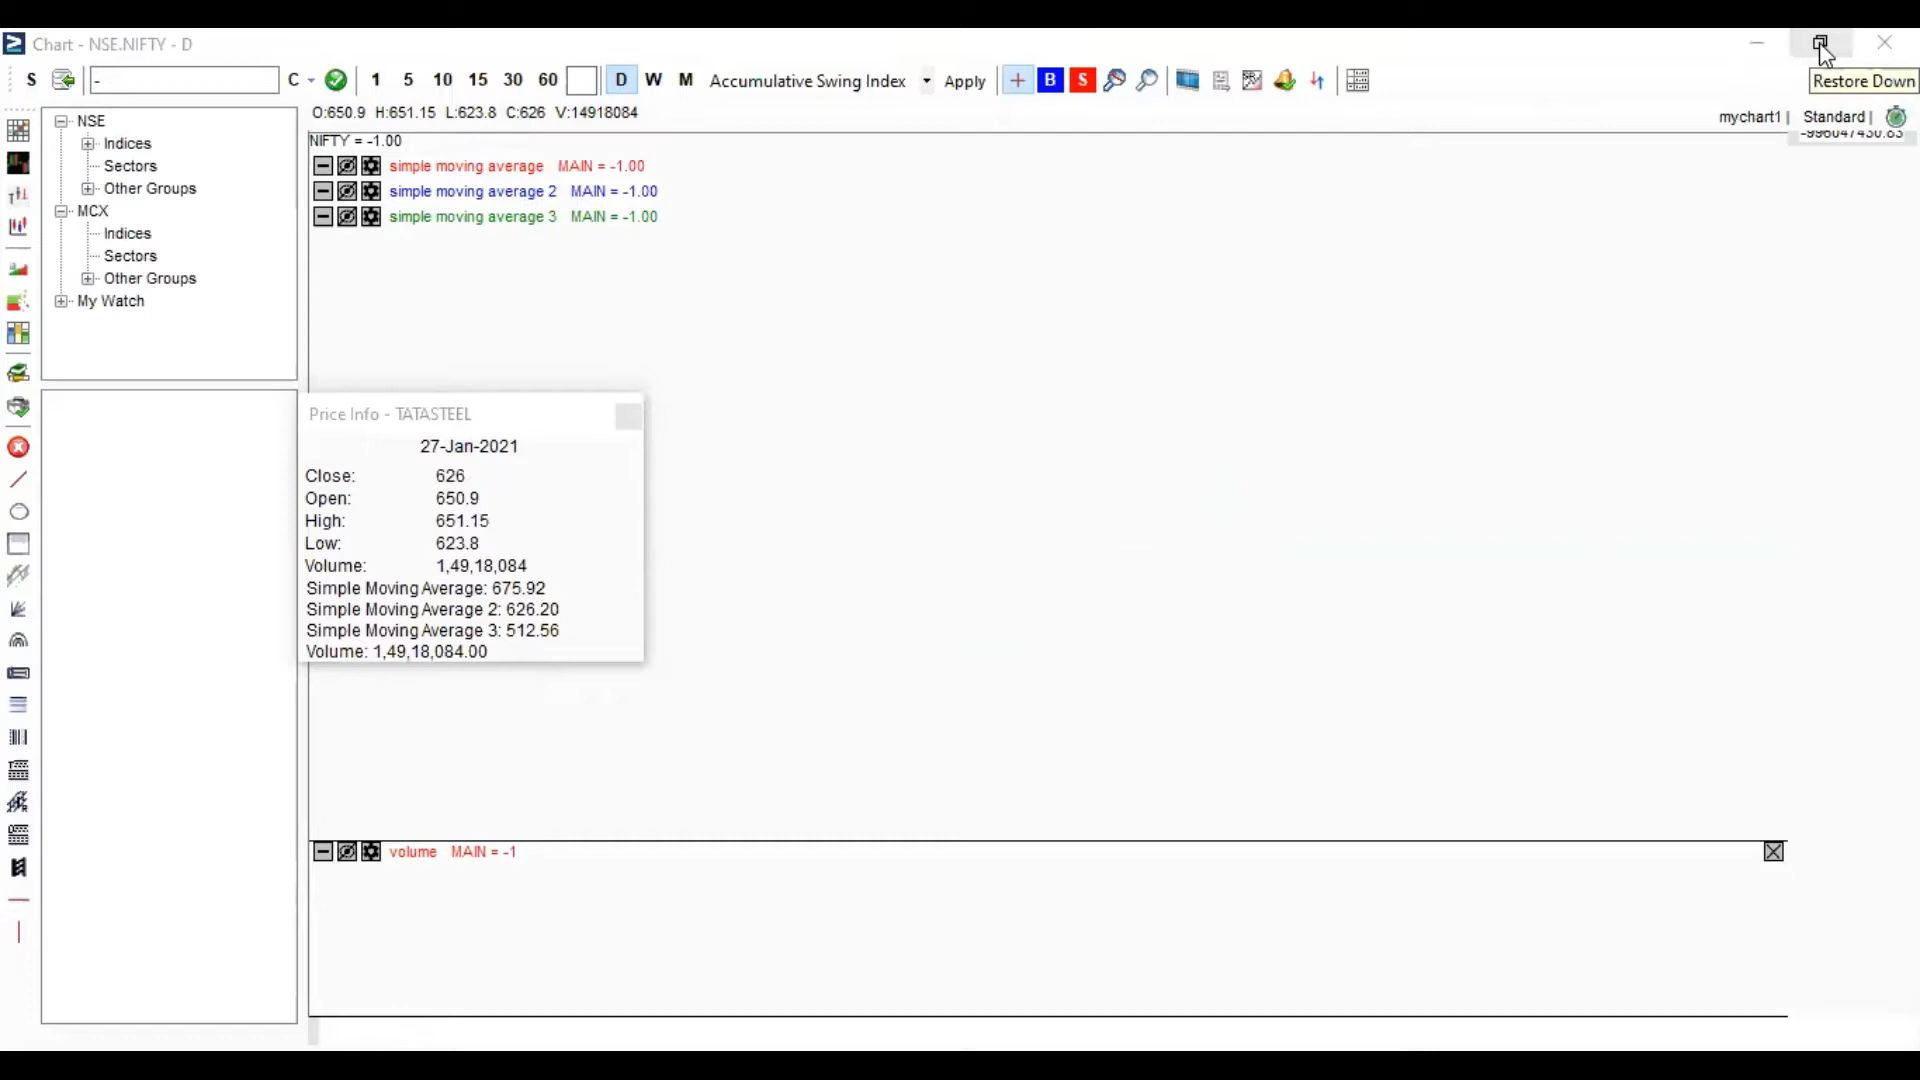 Chart - NSE.NIFTY - D
S - C 1 5 10 15 30 60 D W M Accumulative Swing Index Apply B S
Restore Down
O:650.9 H:651.15 L:623.8 C:626 V:14918084
mychart1 | Standard |
-996047430.83
NSE
Indices
Sectors
Other Groups
MCX
Indices
Sectors
Other Groups
My Watch
NIFTY = -1.00
simple moving average MAIN = -1.00
simple moving average 2 MAIN = -1.00
simple moving average 3 MAIN = -1.00
Price Info - TATASTEEL
27-Jan-2021
Close: 626
Open: 650.9
High: 651.15
Low: 623.8
Volume: 1,49,18,084
Simple Moving Average: 675.92
Simple Moving Average 2: 626.20
Simple Moving Average 3: 512.56
Volume: 1,49,18,084.00
volume MAIN = -1